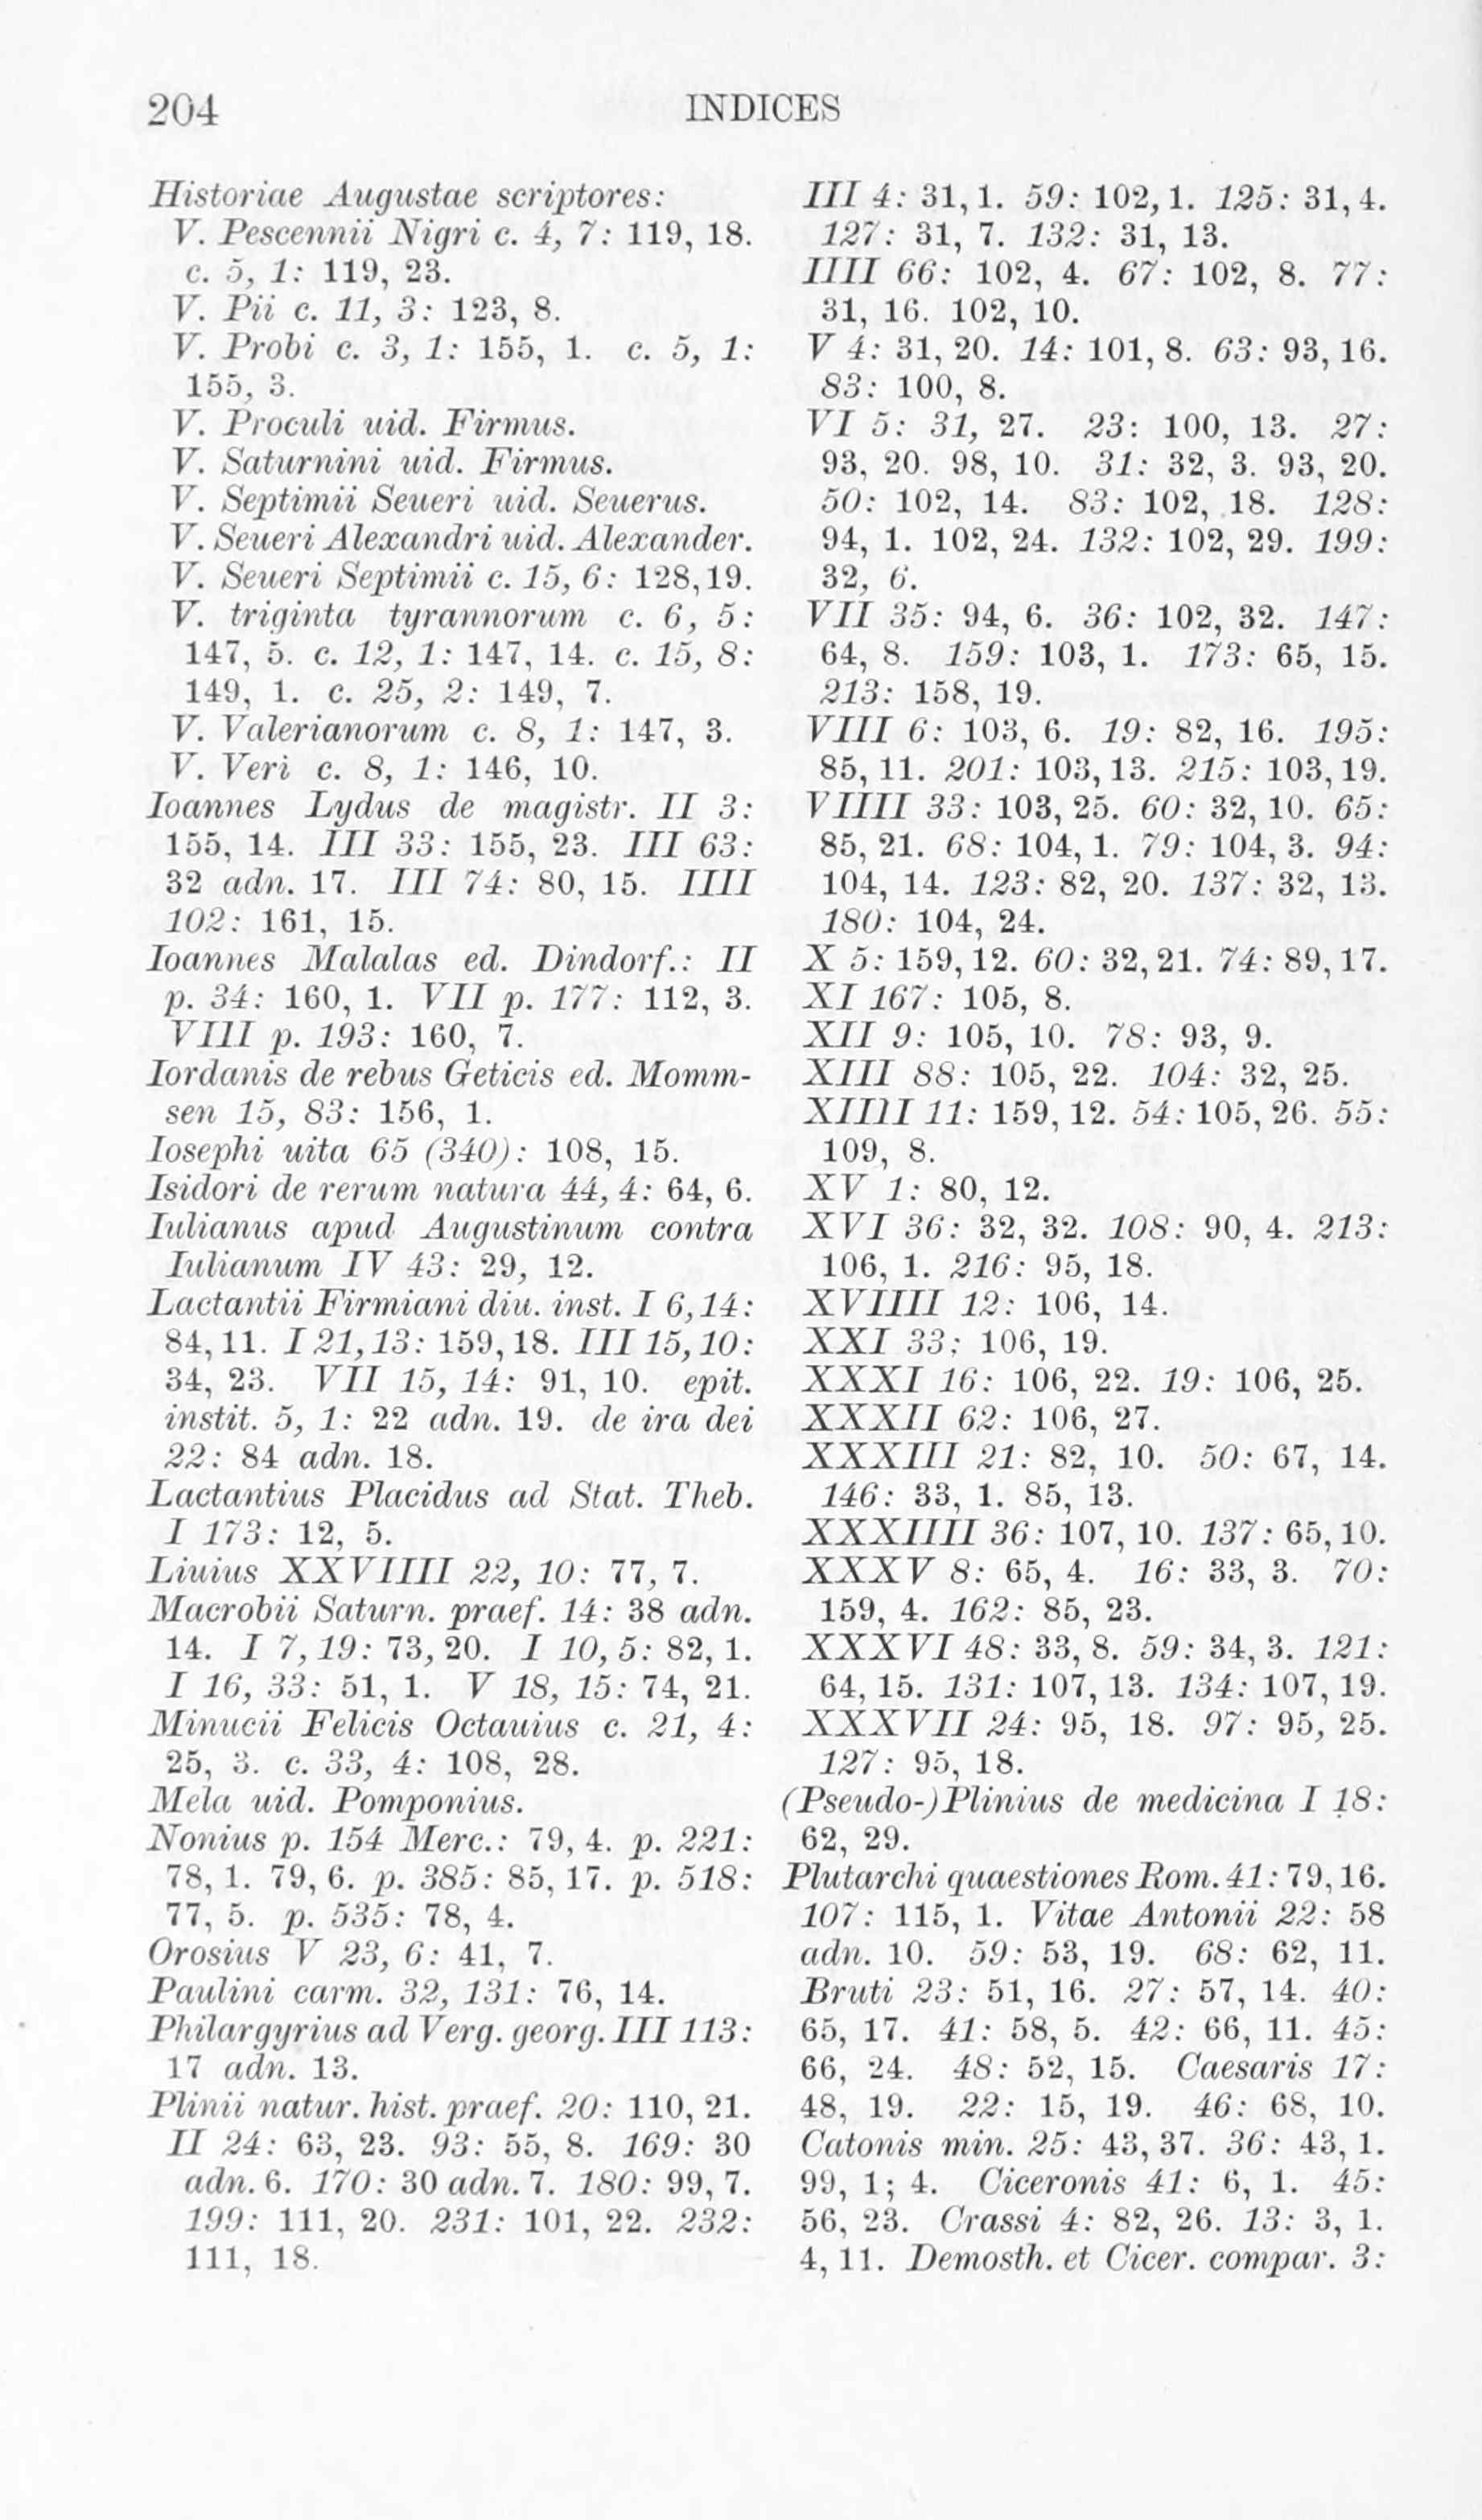 204
INDICES
Historiae Augustae scriptores:
V. Pescennii Nigri c. 4, 7: 119, 18.
c. 5, 1: 119, 23.
V. Pii c. 11, 3: 123, 8.
V. Probi c. 3, 1: 155, 1. c. 5, 1:
155, 3.
V. Proculi uid. Firmus.
V. Saturnini uid. Firmus.
V. Septimii Seueri uid. Seuerus.
V. Seueri Alexandri uid. Alexander.
V. Seueri Septimii c. 15, 6: 128, 19.
V. triginta tyrannorum c. 6, 5:
147, 5. c. 12, 1: 147, 14. c. 15, 8:
149, 1. c. 25, 2: 149, 7.
V. Valerianorum c. 8, 1: 147, 3.
V. Veri c. 8, 1: 146, 10.
Ioannes Lydus de magistr. II 3:
155, 14. III 33: 155, 23. III 63:
32 adn. 17. III 74: 80, 15. IIII
102: 161, 15.
Ioannes Malalas ed. Dindorf.: II
p. 34: 160, 1. VII p. 177: 112, 3.
VIII p. 193: 160, 7.
Iordanis de rebus Geticis ed. Momm-
sen 15, 83: 156, 1.
Iosephi uita 65 (340): 108, 15.
Isidori de rerum natura 44, 4: 64, 6.
Iulianus apud Augustinum contra
Iulianum IV 43: 29, 12.
Lactantii Firmiani diu. inst. I 6, 14:
84, 11. I 21, 13: 159, 18. III 15, 10:
34, 23. VII 15, 14: 91, 10. epit.
instit. 5, 1: 22 adn. 19. de ira dei
22: 84 adn. 18.
Lactantius Placidus ad Stat. Theb.
I 173: 12, 5.
Liuius XXVIIII 22, 10: 77, 7.
Macrobii Saturn. praef. 14: 38 adn.
14. I 7, 19: 73, 20. I 10, 5: 82, 1.
I 16, 33: 51, 1. V 18, 15: 74, 21.
Minucii Felicis Octauius c. 21, 4:
25, 3. c. 33, 4: 108, 28.
Mela uid. Pomponius.
Nonius p. 154 Merc.: 79, 4. p. 221:
78, 1. 79, 6. p. 385: 85, 17. p. 518:
77, 5. p. 535: 78, 4.
Orosius V 23, 6: 41, 7.
Paulini carm. 32, 131: 76, 14.
Philargyrius ad Verg. georg. III 113:
17 adn. 13.
Plinii natur. hist. praef. 20: 110, 21.
II 24: 63, 23. 93: 55, 8. 169: 30
adn. 6. 170: 30 adn. 7. 180: 99, 7.
199: 111, 20. 231: 101, 22. 232:
111, 18.
III 4: 31, 1. 59: 102, 1. 125: 31, 4.
127: 31, 7. 132: 31, 13.
IIII 66: 102, 4. 67: 102, 8. 77:
31, 16. 102, 10.
V 4: 31, 20. 14: 101, 8. 63: 93, 16.
83: 100, 8.
VI 5: 31, 27. 23: 100, 13. 27:
93, 20. 98, 10. 31: 32, 3. 93, 20.
50: 102, 14. 83: 102, 18. 128:
94, 1. 102, 24. 132: 102, 29. 199:
32, 6.
VII 35: 94, 6. 36: 102, 32. 147:
64, 8. 159: 103, 1. 173: 65, 15.
213: 158, 19.
VIII 6: 103, 6. 19: 82, 16. 195:
85, 11. 201: 103, 13. 215: 103, 19.
VIIII 33: 103, 25. 60: 32, 10. 65:
85, 21. 68: 104, 1. 79: 104, 3. 94:
104, 14. 123: 82, 20. 137: 32, 13.
180: 104, 24.
X 5: 159, 12. 60: 32, 21. 74: 89, 17.
XI 167: 105, 8.
XII 9: 105, 10. 78: 93, 9.
XIII 88: 105, 22. 104: 32, 25.
XIIII 11: 159, 12. 54: 105, 26. 55:
109, 8.
XV 1: 80, 12.
XVI 36: 32, 32. 108: 90, 4. 213:
106, 1. 216: 95, 18.
XVIIII 12: 106, 14.
XXI 33: 106, 19.
XXXI 16: 106, 22. 19: 106, 25.
XXXII 62: 106, 27.
XXXIII 21: 82, 10. 50: 67, 14.
146: 33, 1. 85, 13.
XXXIIII 36: 107, 10. 137: 65, 10.
XXXV 8: 65, 4. 16: 33, 3. 70:
159, 4. 162: 85, 23.
XXXVI 48: 33, 8. 59: 34, 3. 121:
64, 15. 131: 107, 13. 134: 107, 19.
XXXVII 24: 95, 18. 97: 95, 25.
127: 95, 18.
(Pseudo-)Plinius de medicina I 18:
62, 29.
Plutarchi quaestiones Rom. 41: 79, 16.
107: 115, 1. Vitae Antonii 22: 58
adn. 10. 59: 53, 19. 68: 62, 11.
Bruti 23: 51, 16. 27: 57, 14. 40:
65, 17. 41: 58, 5. 42: 66, 11. 45:
66, 24. 48: 52, 15. Caesaris 17:
48, 19. 22: 15, 19. 46: 68, 10.
Catonis min. 25: 43, 37. 36: 43, 1.
99, 1; 4. Ciceronis 41: 6, 1. 45:
56, 23. Crassi 4: 82, 26. 13: 3, 1.
4, 11. Demosth. et Cicer. compar. 3: